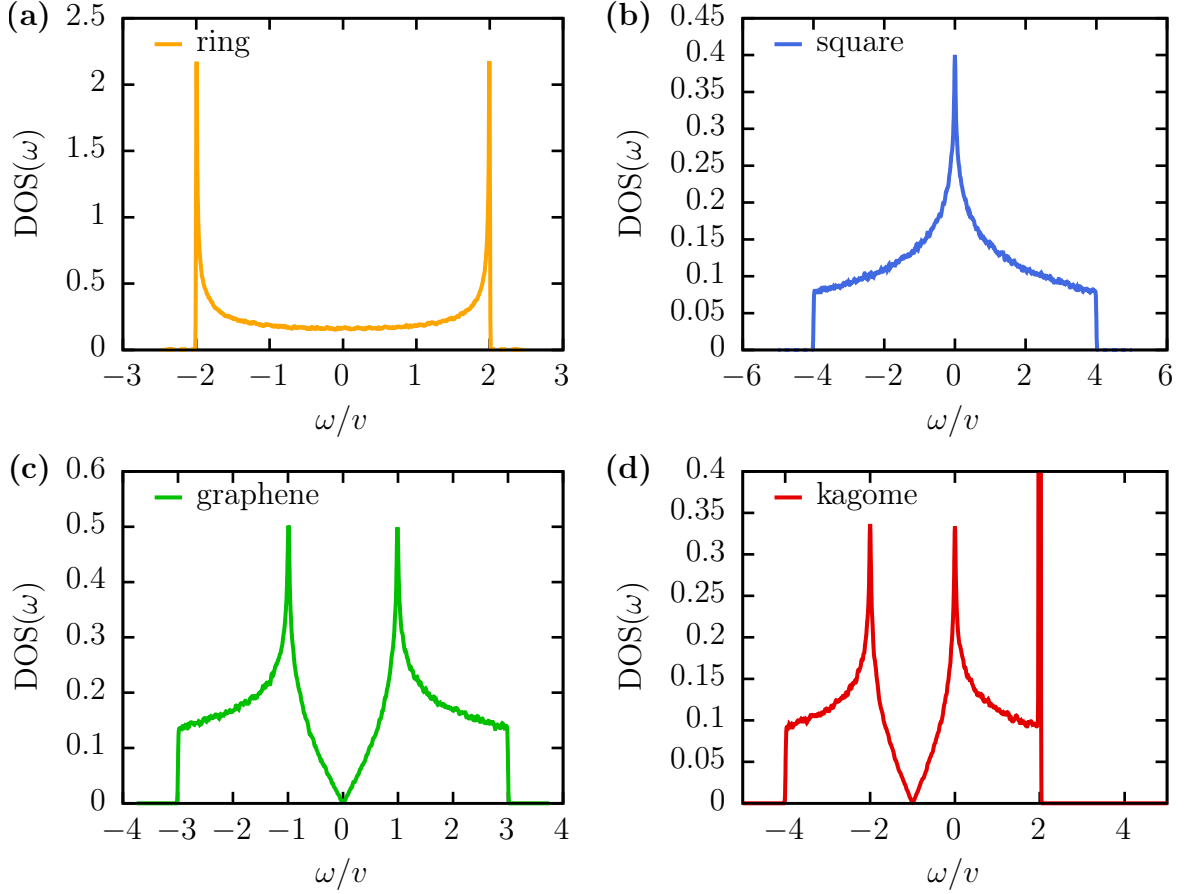 (a)
ring
2.5
2
1.5
1
0.5
0
DOS(ω)
−3 −2 −1 0 1 2 3
ω/v
(b)
square
0.4
0.35
0.3
0.25
0.2
0.15
0.1
0.05
0
DOS(ω)
−6 −4 −2 0 2 4 6
ω/v
(c)
graphene
0.6
0.5
0.4
0.3
0.2
0.1
0
DOS(ω)
−4 −3 −2 −1 0 1 2 3 4
ω/v
(d)
kagome
0.4
0.35
0.3
0.25
0.2
0.15
0.1
0.05
0
DOS(ω)
−4 −2 0 2 4
ω/v